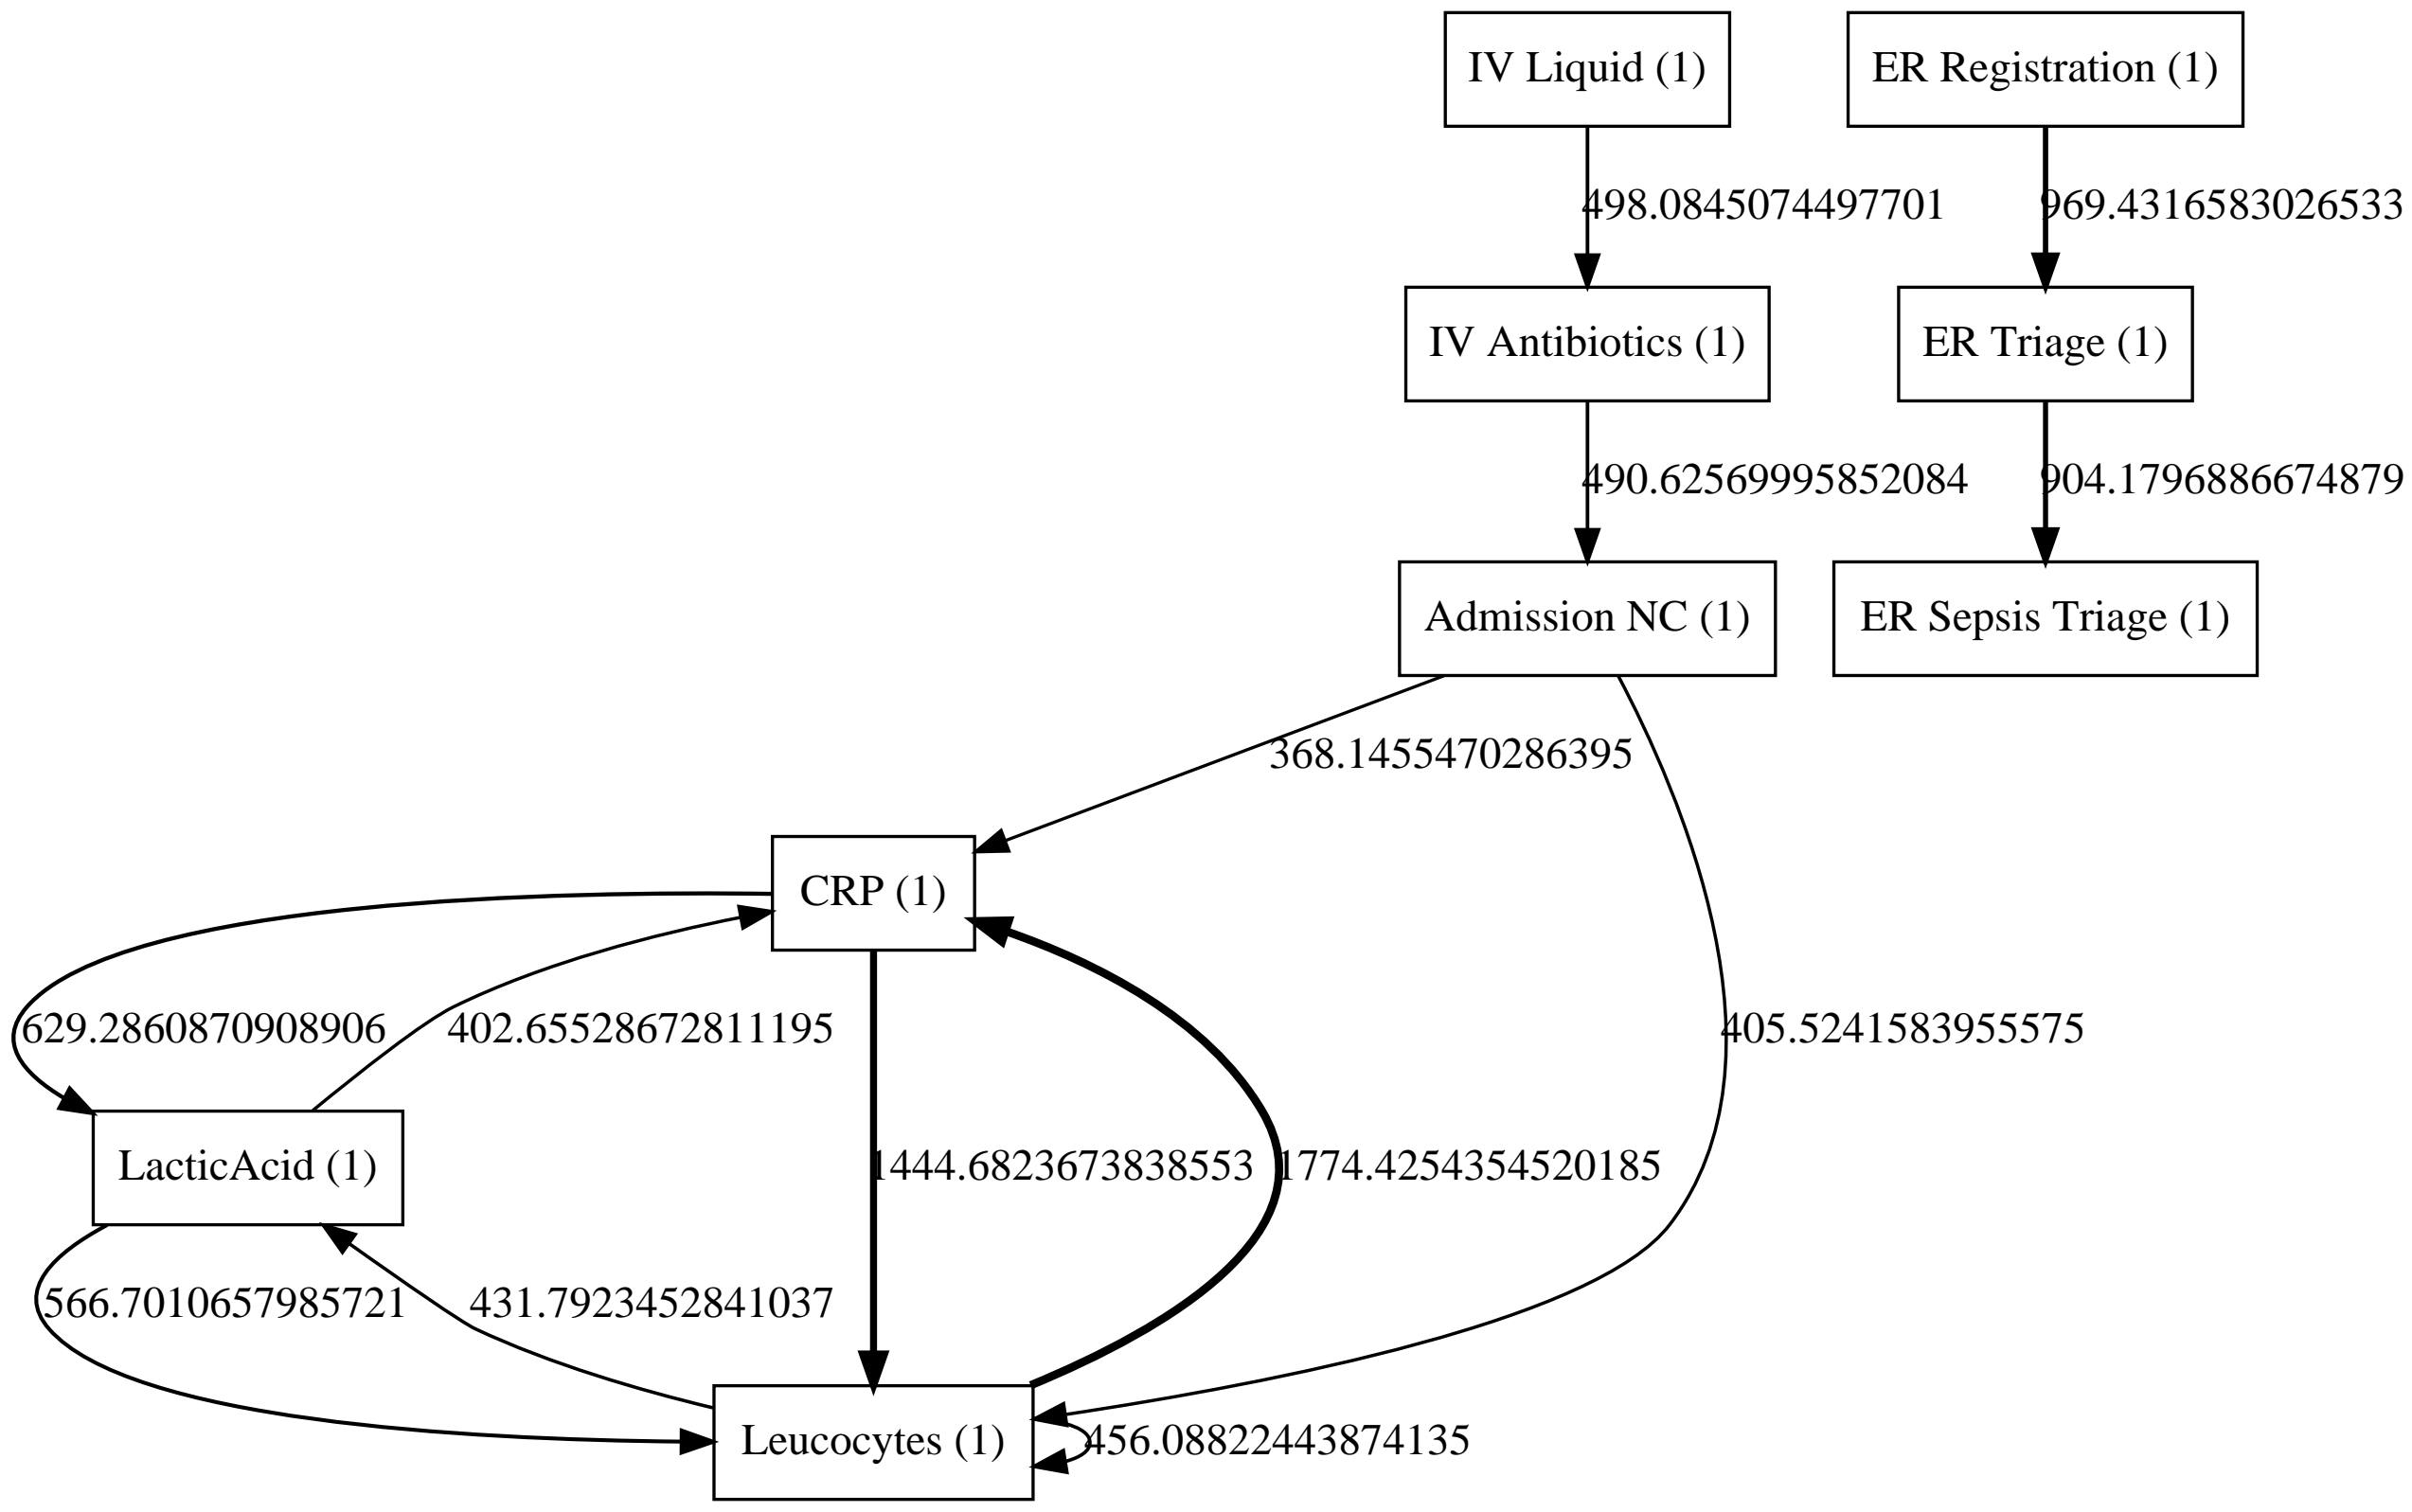 IV Liquid (1)
ER Registration (1)
498.0845074497701
969.4316583026533
IV Antibiotics (1)
ER Triage (1)
490.62569995852084
904.1796886674879
Admission NC (1)
ER Sepsis Triage (1)
368.1455470286395
CRP (1)
629.2860870908906
402.65528672811195
405.5241583955575
LacticAcid (1)
1444.6823673838553
1774.4254354520185
566.7010657985721
431.7923452841037
Leucocytes (1)
456.08822443874135